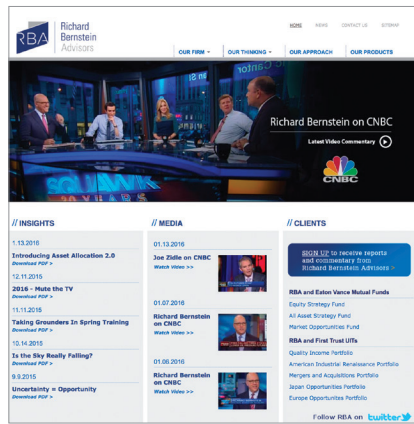 RBA
Richard
Bernstein
Advisors
HOME NEWS CONTACT US SITEMAP
OUR FIRM OUR THINKING OUR APPROACH OUR PRODUCTS
Richard Bernstein on CNBC
Latest Video Commentary
SQUAWK
CNBC
// INSIGHTS
1.13.2016
Introducing Asset Allocation 2.0
Download PDF >
12.11.2015
2016 - Mute the TV
Download PDF >
11.11.2015
Taking Grounders In Spring Training
Download PDF >
10.14.2015
Is the Sky Really Falling?
Download PDF >
9.9.2015
Uncertainty = Opportunity
Download PDF >
// MEDIA
01.13.2016
Joe Zidle on CNBC
Watch Video >>
01.07.2016
Richard Bernstein
on CNBC
Watch Video >>
01.06.2016
Richard Bernstein
on CNBC
Watch Video >>
// CLIENTS
SIGN UP to receive reports
and commentary from
Richard Bernstein Advisors >
RBA and Eaton Vance Mutual Funds
Equity Strategy Fund
All Asset Strategy Fund
Market Opportunities Fund
RBA and First Trust UITs
Quality Income Portfolio
American Industrial Renaissance Portfolio
Mergers and Acquisitions Portfolio
Japan Opportunities Portfolio
Europe Opportunities Portfolio
Follow RBA on twitter